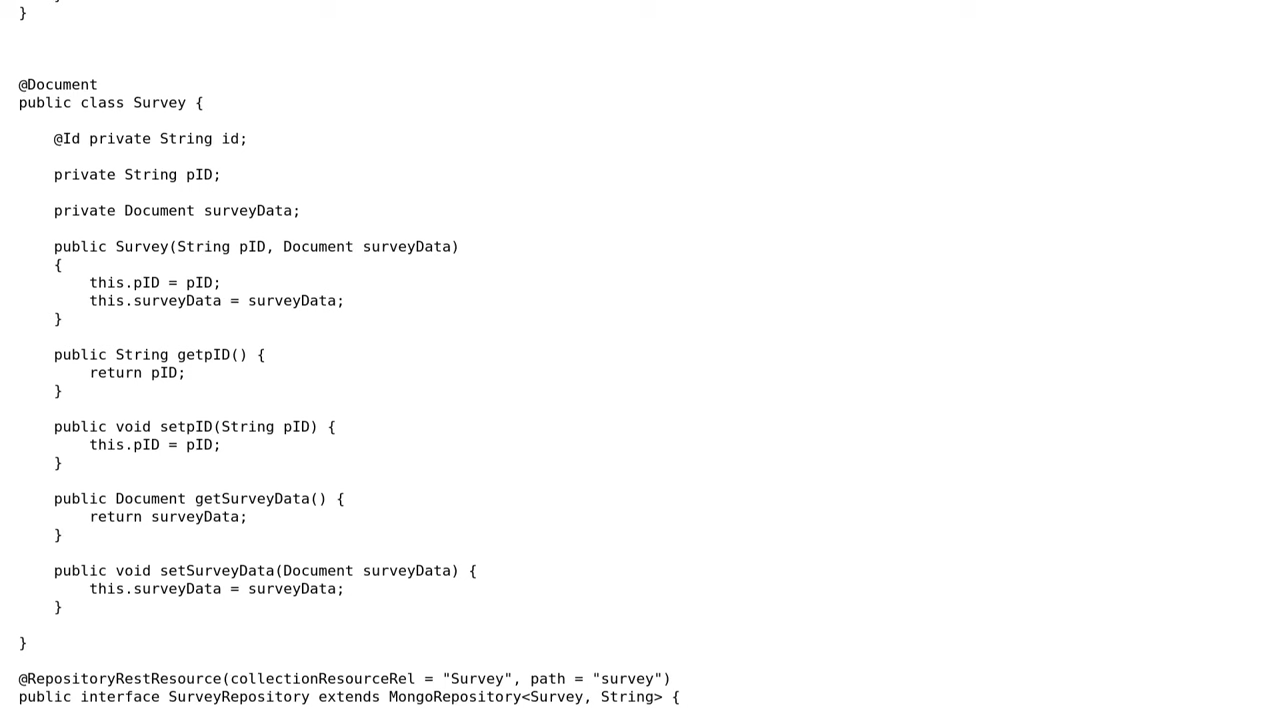 }
@Document
public class Survey {
@Id private String id;
private String pID;
private Document surveyData;
public Survey(String pID, Document surveyData)
{
this.pID = pID;
this.surveyData = surveyData;
}
public String getpID() {
return pID;
}
public void setpID(String pID) {
this.pID = pID;
}
public Document getSurveyData() {
return surveyData;
}
public void setSurveyData(Document surveyData) {
this.surveyData = surveyData;
}
}
@RepositoryRestResource(collectionResourceRel = "Survey", path = "survey")
public interface SurveyRepository extends MongoRepository<Survey, String> {